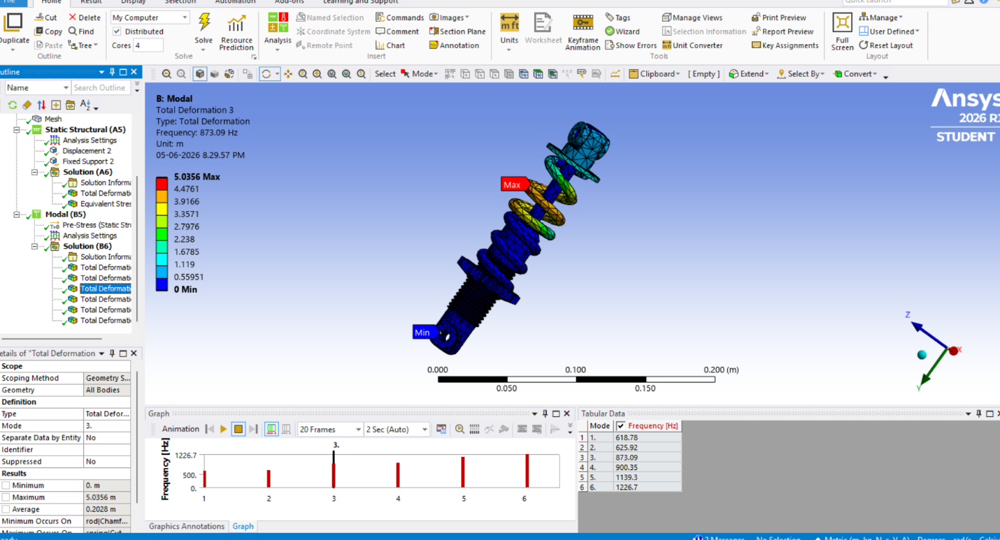 File Home Result Display Selection Automation Add-ons Learning and Support Quick Launch
Duplicate
Cut
Copy
Paste
Delete
Find
Tree
Outline
My Computer
Distributed
Cores 4
Solve
Resource Prediction
Solve
Analysis
Named Selection
Coordinate System
Remote Point
Commands
Comment
Chart
Images
Section Plane
Annotation
Insert
Units
Worksheet
Keyframe Animation
Tags
Wizard
Show Errors
Manage Views
Selection Information
Unit Converter
Print Preview
Report Preview
Key Assignments
Tools
Full Screen
Manage
User Defined
Reset Layout
Layout
utline
Select Mode Clipboard [ Empty ] Extend Select By Convert
Name Search Outline
Mesh
Static Structural (A5)
Analysis Settings
Displacement 2
Fixed Support 2
Solution (A6)
Solution Informa
Total Deformati
Equivalent Stres
Modal (B5)
Pre-Stress (Static Stru
Analysis Settings
Solution (B6)
Solution Informa
Total Deformati
Total Deformati
Total Deformati
Total Deformati
Total Deformati
Total Deformati
etails of "Total Deformation
Scope
Scoping Method Geometry S...
Geometry All Bodies
Definition
Type Total Defor...
Mode 3.
Separate Data by Entity No
Identifier
Suppressed No
Results
Minimum 0. m
Maximum 5.0356 m
Average 0.2028 m
Minimum Occurs On rod|Chamf...
Maximum Occurs On spring|Cut
B: Modal
Total Deformation 3
Type: Total Deformation
Frequency: 873.09 Hz
Unit: m
05-06-2026 8.29.57 PM
5.0356 Max
4.4761
3.9166
3.3571
2.7976
2.238
1.6785
1.119
0.55951
0 Min
Max
Min
Ansys
2026 R1
STUDENT
0.000 0.100 0.200 (m)
0.050 0.150
Z
X
Y
Graph
Animation 20 Frames 2 Sec (Auto)
Frequency [Hz]
3.
1226.7
500.
0.
1 2 3 4 5 6
Graphics Annotations Graph
Tabular Data
Mode Frequency [Hz]
1 1. 618.78
2 2. 625.92
3 3. 873.09
4 4. 900.35
5 5. 1139.3
6 6. 1226.7
Messages No Selection Metric (m, kg, N, s, V, A) Degrees rad/s Celsi